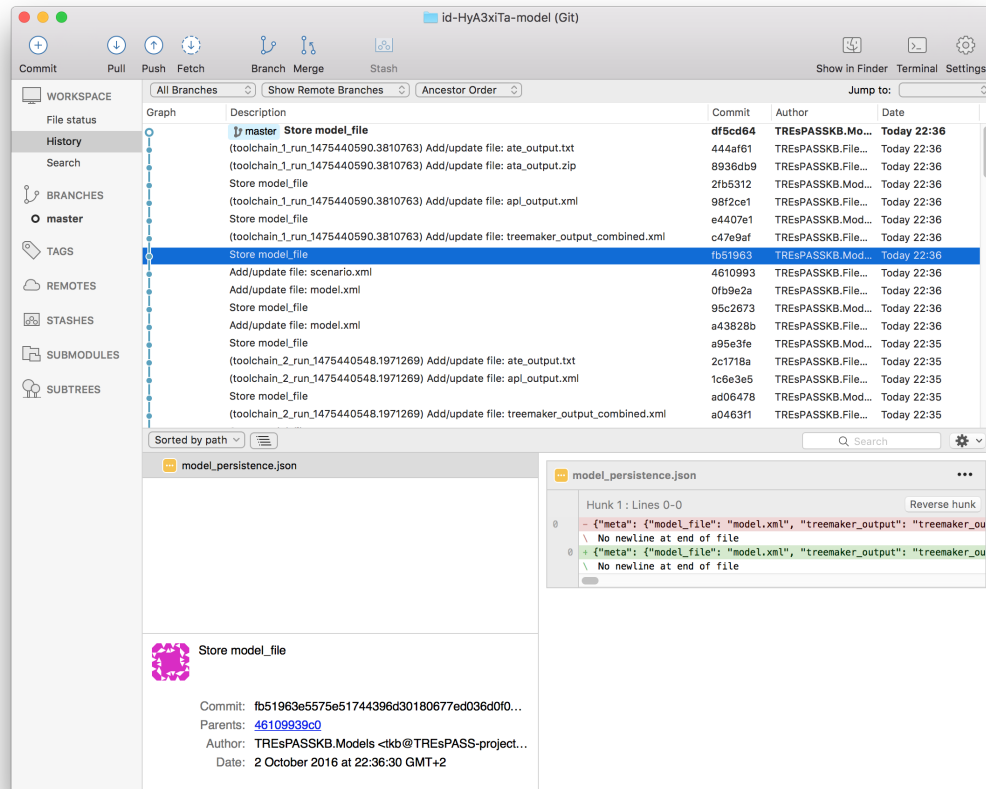 id-HyA3xiTa-model (Git)
Commit Pull Push Fetch Branch Merge Stash Show in Finder Terminal Settings
WORKSPACE
File status
History
Search
BRANCHES
master
TAGS
REMOTES
STASHES
SUBMODULES
SUBTREES
All Branches Show Remote Branches Ancestor Order Jump to:
Graph Description Commit Author Date
master Store model_file df5cd64 TREsPASSKB.Mo... Today 22:36
(toolchain_1_run_1475440590.3810763) Add/update file: ate_output.txt 444af61 TREsPASSKB.File... Today 22:36
(toolchain_1_run_1475440590.3810763) Add/update file: ata_output.zip 8936db9 TREsPASSKB.File... Today 22:36
Store model_file 2fb5312 TREsPASSKB.Mod... Today 22:36
(toolchain_1_run_1475440590.3810763) Add/update file: apl_output.xml 98f2ce1 TREsPASSKB.File... Today 22:36
Store model_file e4407e1 TREsPASSKB.Mod... Today 22:36
(toolchain_1_run_1475440590.3810763) Add/update file: treemaker_output_combined.xml c47e9af TREsPASSKB.File... Today 22:36
Store model_file fb51963 TREsPASSKB.Mod... Today 22:36
Add/update file: scenario.xml 4610993 TREsPASSKB.File... Today 22:36
Add/update file: model.xml 0fb9e2a TREsPASSKB.File... Today 22:36
Store model_file 95c2673 TREsPASSKB.Mod... Today 22:36
Add/update file: model.xml a43828b TREsPASSKB.File... Today 22:36
Store model_file a95e3fe TREsPASSKB.Mod... Today 22:35
(toolchain_2_run_1475440548.1971269) Add/update file: ate_output.txt 2c1718a TREsPASSKB.File... Today 22:35
(toolchain_2_run_1475440548.1971269) Add/update file: apl_output.xml 1c6e3e5 TREsPASSKB.File... Today 22:35
Store model_file ad06478 TREsPASSKB.Mod... Today 22:35
(toolchain_2_run_1475440548.1971269) Add/update file: treemaker_output_combined.xml a0463f1 TREsPASSKB.File... Today 22:35
Sorted by path Search
model_persistence.json
Store model_file
Commit: fb51963e5575e51744396d30180677ed036d0f0...
Parents: 46109939c0
Author: TREsPASSKB.Models <tkb@TREsPASS-project...
Date: 2 October 2016 at 22:36:30 GMT+2
model_persistence.json
Hunk 1 : Lines 0-0 Reverse hunk
0 - {"meta": {"model_file": "model.xml", "treemaker_output": "treemaker_ou
\ No newline at end of file
0 + {"meta": {"model_file": "model.xml", "treemaker_output": "treemaker_ou
\ No newline at end of file